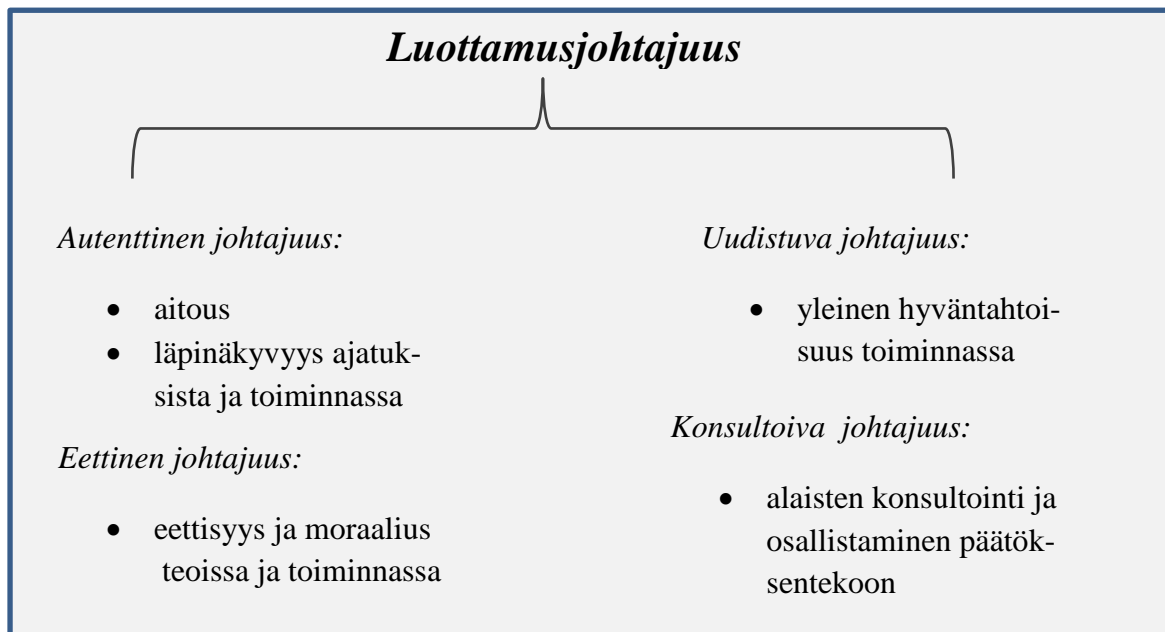 Luottamusjohtajuus
Autenttinen johtajuus:
• aitous
• läpinäkyvyys ajatuk-
sista ja toiminnassa
Eettinen johtajuus:
• eettisyys ja moraalius
teoissa ja toiminnassa
Uudistuva johtajuus:
• yleinen hyväntahtoi-
suus toiminnassa
Konsultoiva johtajuus:
• alaisten konsultointi ja
osallistaminen päätök-
sentekoon